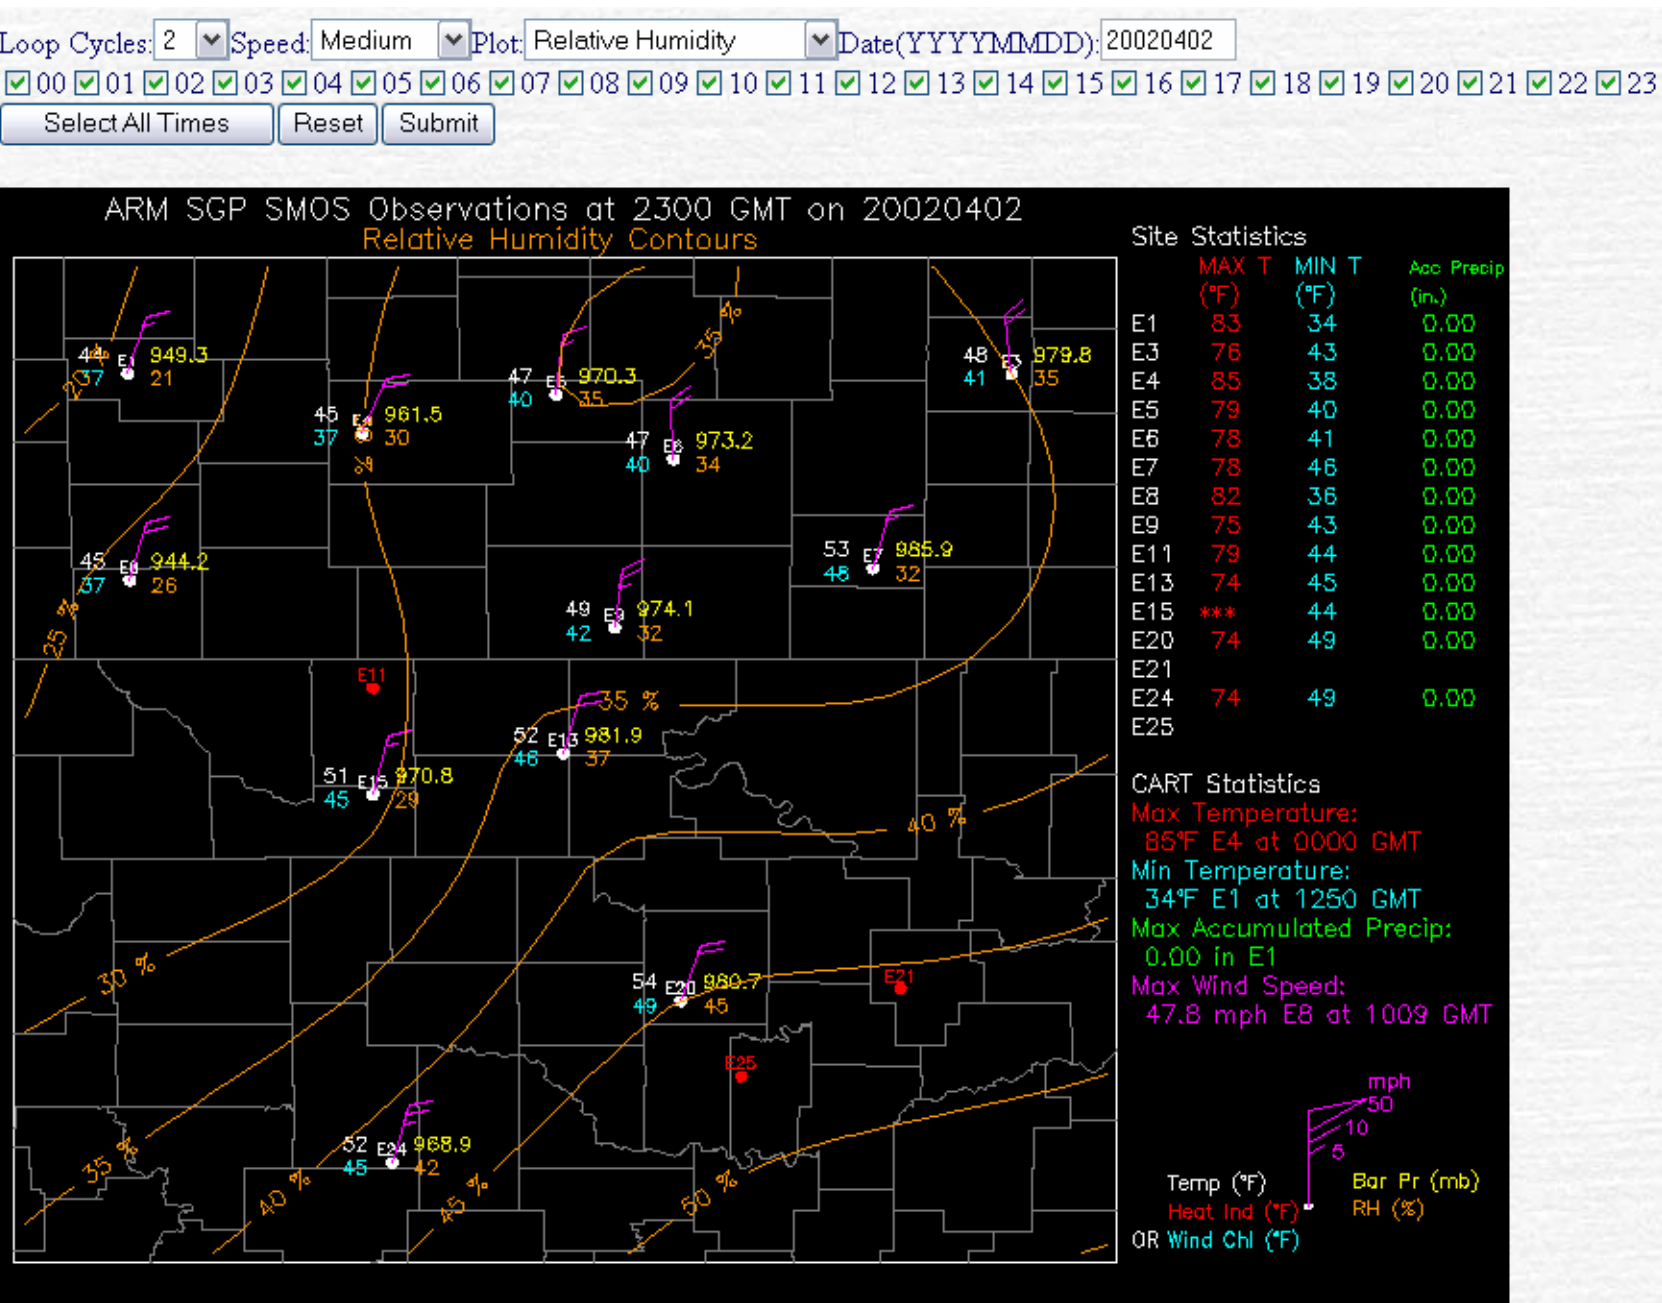 Loop Cycles: 2 Speed: Medium Plot: Relative Humidity Date(YYYYMMDD): 20020402
00 01 02 03 04 05 06 07 08 09 10 11 12 13 14 15 16 17 18 19 20 21 22 23
Select All Times Reset Submit
ARM SGP SMOS Observations at 2300 GMT on 20020402
Relative Humidity Contours
35 %
44 E1 949.3
37 21
20 %
47 E5 970.3
40 35
48 E3 979.8
41 35
45 E4 961.5
37 30
%
47 E6 973.2
40 34
45 E8 944.2
37 26
25 %
53 E7 985.9
48 32
49 E9 974.1
42 32
E11
35 %
52 E13 981.9
46 37
51 E15 970.8
45 29
40 %
30 %
54 E20 980.7
49 45
E21
E25
52 E24 968.9
45 42
35 %
40 %
45 %
50 %
Site Statistics
MAX T MIN T Acc Precip
(°F) (°F) (in.)
E1 83 34 0.00
E3 76 43 0.00
E4 85 38 0.00
E5 79 40 0.00
E6 78 41 0.00
E7 78 46 0.00
E8 82 36 0.00
E9 75 43 0.00
E11 79 44 0.00
E13 74 45 0.00
E15 *** 44 0.00
E20 74 49 0.00
E21
E24 74 49 0.00
E25
CART Statistics
Max Temperature:
85°F E4 at 0000 GMT
Min Temperature:
34°F E1 at 1250 GMT
Max Accumulated Precip:
0.00 in E1
Max Wind Speed:
47.8 mph E8 at 1009 GMT
mph
50
10
5
Temp (°F) Bar Pr (mb)
Heat Ind (°F) RH (%)
OR Wind Chl (°F)